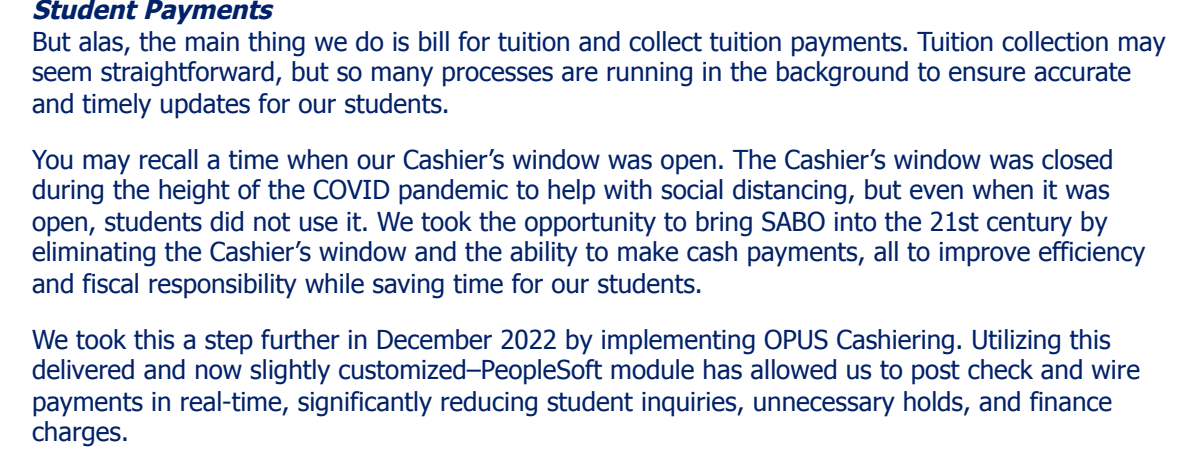 Student Payments
But alas, the main thing we do is bill for tuition and collect tuition payments. Tuition collection may
seem straightforward, but so many processes are running in the background to ensure accurate
and timely updates for our students.
You may recall a time when our Cashier’s window was open. The Cashier’s window was closed
during the height of the COVID pandemic to help with social distancing, but even when it was
open, students did not use it. We took the opportunity to bring SABO into the 21st century by
eliminating the Cashier’s window and the ability to make cash payments, all to improve efficiency
and fiscal responsibility while saving time for our students.
We took this a step further in December 2022 by implementing OPUS Cashiering. Utilizing this
delivered and now slightly customized–PeopleSoft module has allowed us to post check and wire
payments in real-time, significantly reducing student inquiries, unnecessary holds, and finance
charges.